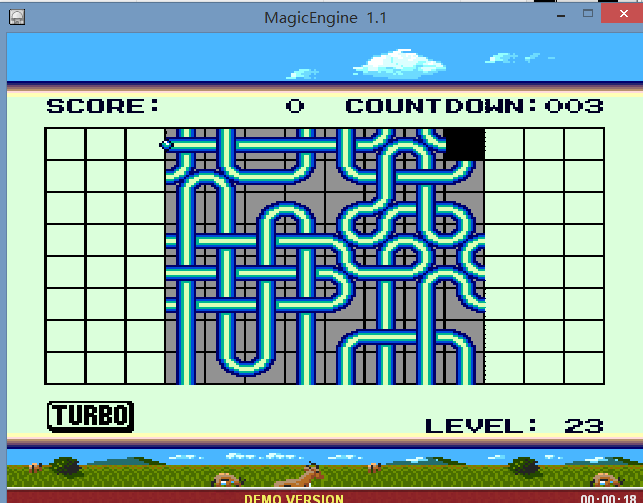 MagicEngine 1.1
SCORE: 0 COUNTDOWN:003
TURBO
LEVEL: 23
DEMO VERSION 00:00:18